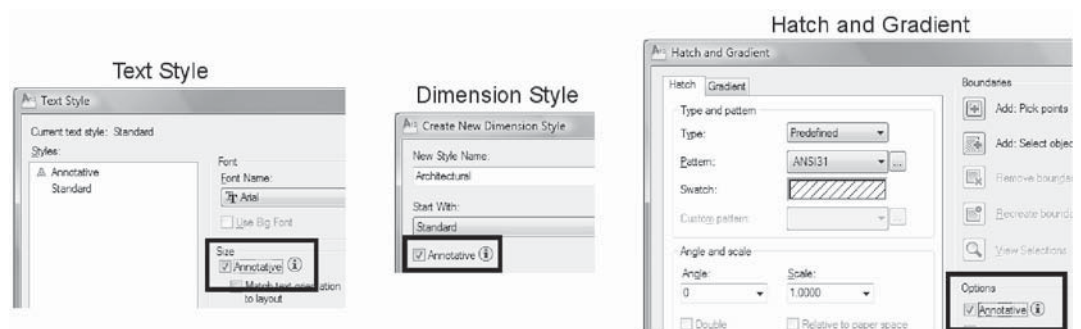 Text Style
Text Style
Current text style: Standard
Styles:
Annotative
Standard
Font
Font Name:
Arial
Use Big Font
Size
Annotative
Match text orientation
to layout
Dimension Style
Create New Dimension Style
New Style Name:
Architectural
Start With:
Standard
Annotative
Hatch and Gradient
Hatch and Gradient
Hatch Gradient
Type and pattern
Type: Predefined
Pattern: ANSI31 ...
Swatch:
Custom pattern: ...
Angle and scale
Angle: Scale:
0 1.0000
Double Relative to paper space
Boundaries
Add: Pick points
Add: Select objec
Remove bounda
Recreate bounda
View Selections
Options
Annotative